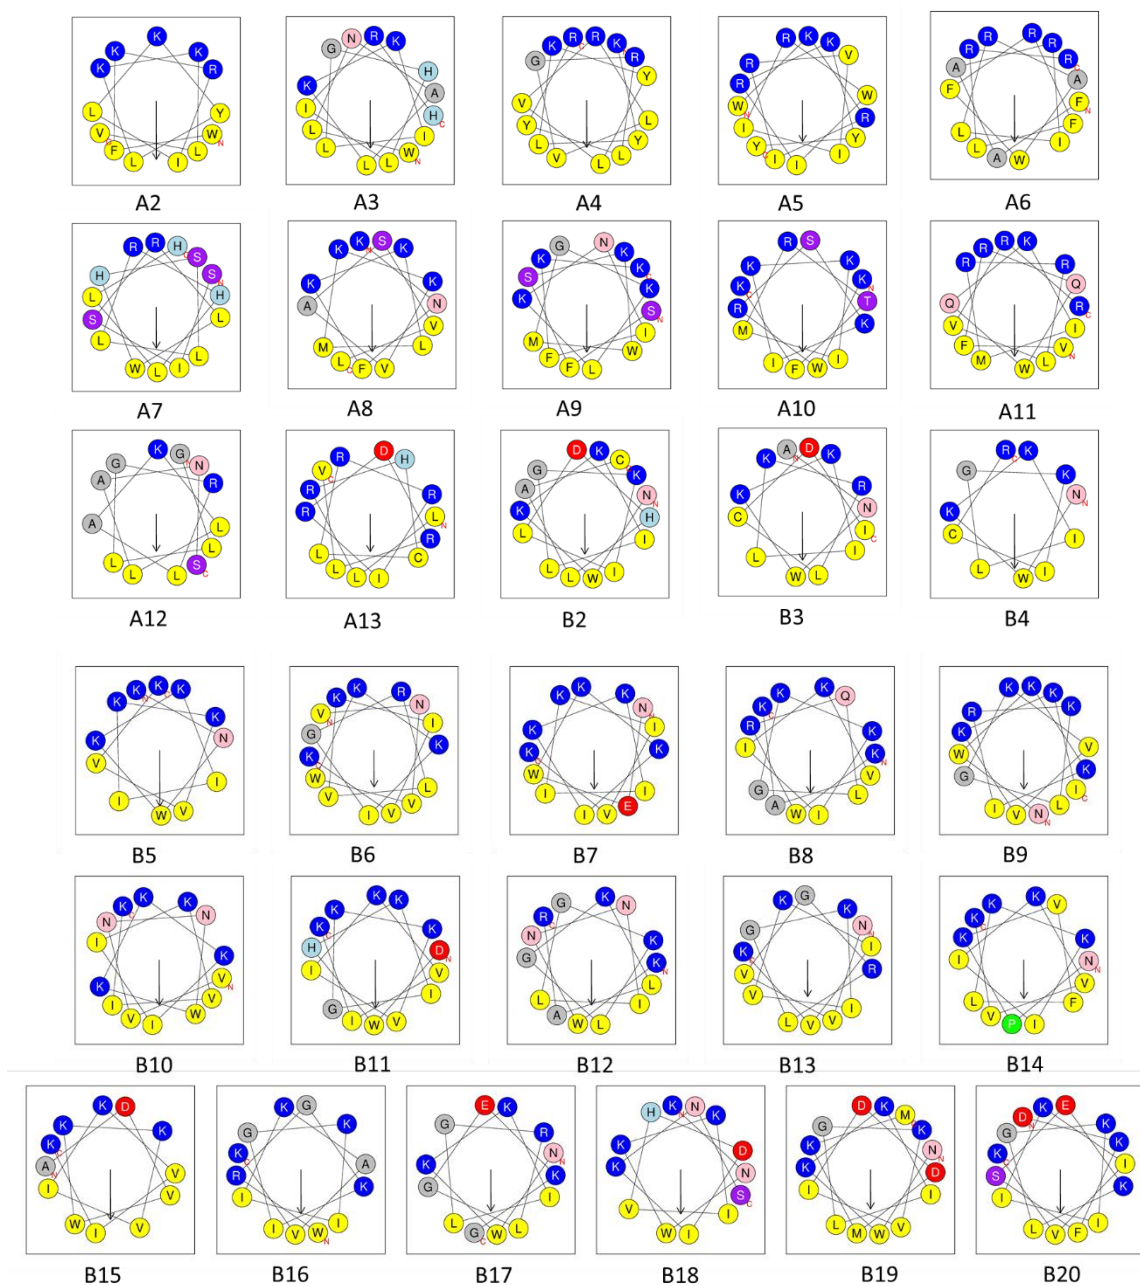 K K K K R L Y V W F L I L N
A2
G N R K H K A H I I L L W L L C N
A3
G K R R K R Y V L Y Y L V L L C N
A4
R K K V R R W W R I Y Y I I I N C
A5
R R R R R A A F F F L I L A W C N
A6
R R H S S H H L S L L L W L I L C N
A7
K K S K K K A N V M L L F V N C
A8
G N K K K S K K S I M W F F L C N
A9
R S K K K K T R K M I I F W N C
A10
R R R K R R Q Q R V I F V M L W C N
A11
K G G N A R A L L L L L S C
A12
D H V R R R R L R L C L L I C N
A13
D K G C K A N K H L I L L W I N
B2
A D K K R K N C I I L W L N C
B3
R K G K N K C I L I W C N
B4
K K K K K K N V I I V W N C
B5
K K R V N I G K K W V L I V V N C
B6
K K K N K I K K W I I E I V N C
B7
K K Q K R K I K V G L A I W C N
B8
K K K K R K V W K G I L I V N N C
B9
K K K K N N I K V K I V V W I C N
B10
K K K K K H D V I I G I W V C N
B11
G K N R N K G K L L I A W L C N
B12
G K K G N I K R V V I I L V V C N
B13
K V K K K K N I V L F V P I C N
B14
K D K K K A V I V W V I C N
B15
K G G K K A R K I I I V W C N
B16
E K G R N K K G I L L G W N C
B17
H K N K K D N K S V I W I N C
B18
D K M G K K N K D I I L V M W N
B19
D K E G K K K I S K I I L V F N C
B20